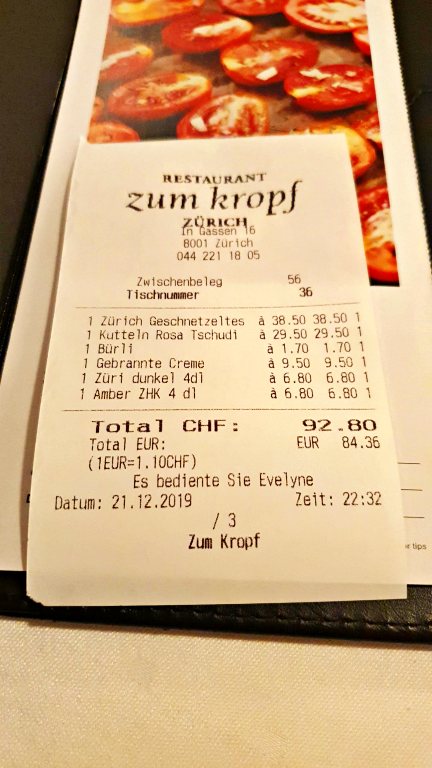 RESTAURANT
zum kropf
ZÜRICH
In Gassen 16
8001 Zürich
044 221 18 05
Zwischenbeleg 56
Tischnummer 36
1 Zürich Geschnetzeltes à 38.50 38.50 1
1 Kutteln Rosa Tschudi à 29.50 29.50 1
1 Bürli à 1.70 1.70 1
1 Gebrannte Creme à 9.50 9.50 1
1 Züri dunkel 4dl à 6.80 6.80 1
1 Amber ZHK 4 dl à 6.80 6.80 1
Total CHF: 92.80
Total EUR: EUR 84.36
(1EUR=1.10CHF)
Es bediente Sie Evelyne
Datum: 21.12.2019 Zeit: 22:32
/ 3
Zum Kropf
tips